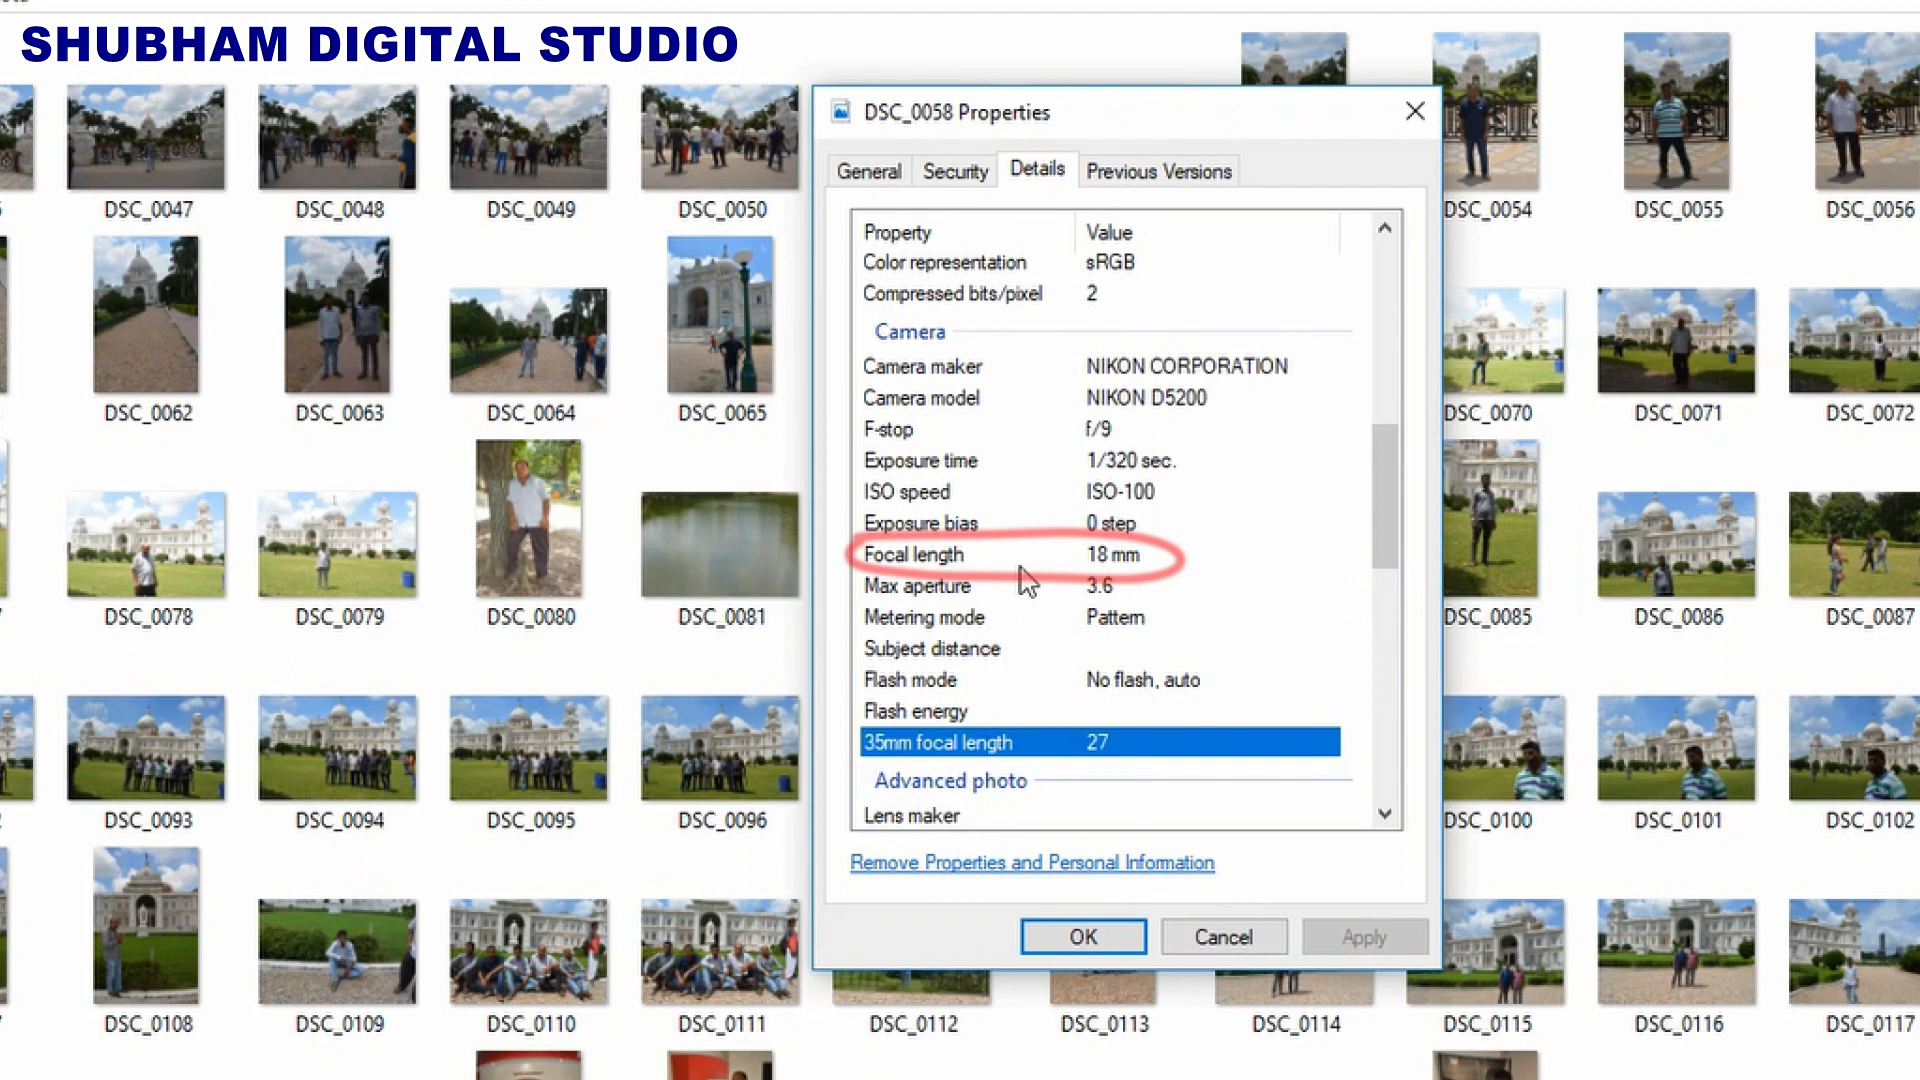 SHUBHAM DIGITAL STUDIO
DSC_0047
DSC_0048
DSC_0049
DSC_0050
DSC_0054
DSC_0055
DSC_0056
DSC_0062
DSC_0063
DSC_0064
DSC_0065
DSC_0070
DSC_0071
DSC_0072
DSC_0078
DSC_0079
DSC_0080
DSC_0081
DSC_0085
DSC_0086
DSC_0087
DSC_0093
DSC_0094
DSC_0095
DSC_0096
DSC_0100
DSC_0101
DSC_0102
DSC_0108
DSC_0109
DSC_0110
DSC_0111
DSC_0112
DSC_0113
DSC_0114
DSC_0115
DSC_0116
DSC_0117
DSC_0058 Properties
General Security Details Previous Versions
Property Value
Color representation sRGB
Compressed bits/pixel 2
Camera
Camera maker NIKON CORPORATION
Camera model NIKON D5200
F-stop f/9
Exposure time 1/320 sec.
ISO speed ISO-100
Exposure bias 0 step
Focal length 18 mm
Max aperture 3.6
Metering mode Pattern
Subject distance
Flash mode No flash, auto
Flash energy
35mm focal length 27
Advanced photo
Lens maker
Remove Properties and Personal Information
OK Cancel Apply